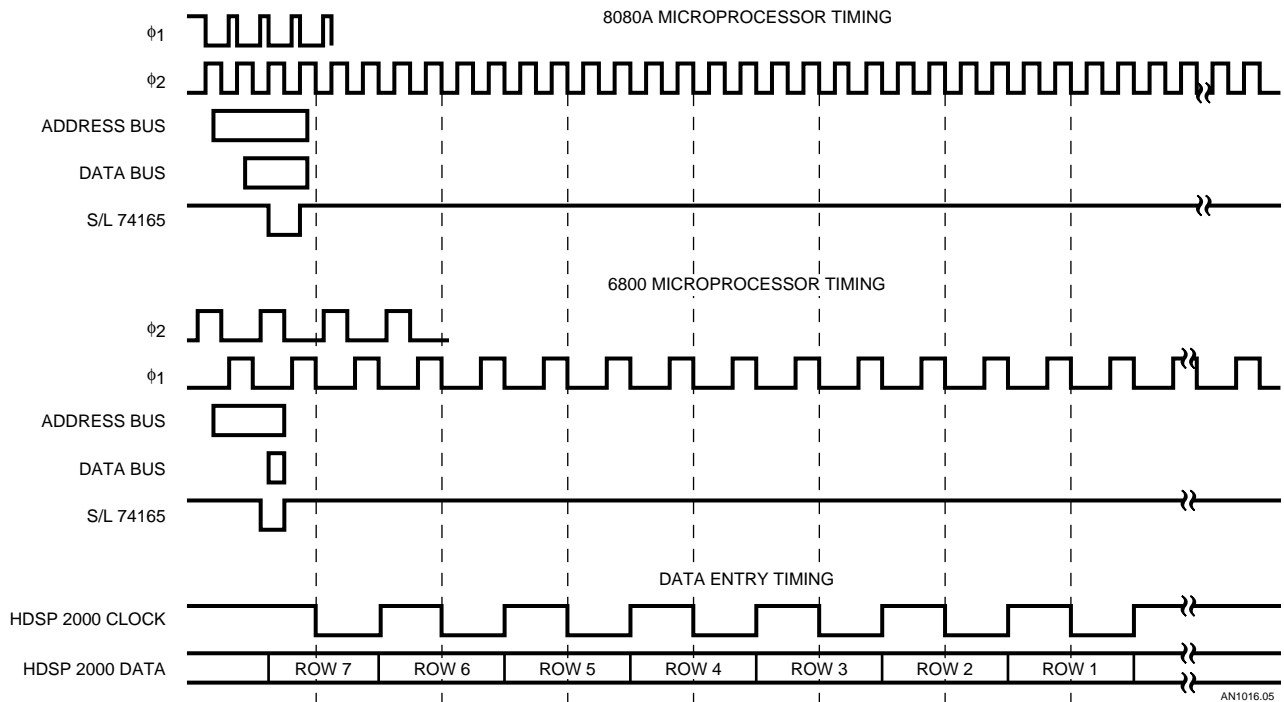 8080A MICROPROCESSOR TIMING
ϕ1
ϕ2
ADDRESS BUS
DATA BUS
S/L 74165
6800 MICROPROCESSOR TIMING
ϕ2
ϕ1
ADDRESS BUS
DATA BUS
S/L 74165
DATA ENTRY TIMING
HDSP 2000 CLOCK
HDSP 2000 DATA ROW 7 ROW 6 ROW 5 ROW 4 ROW 3 ROW 2 ROW 1
AN1016.05